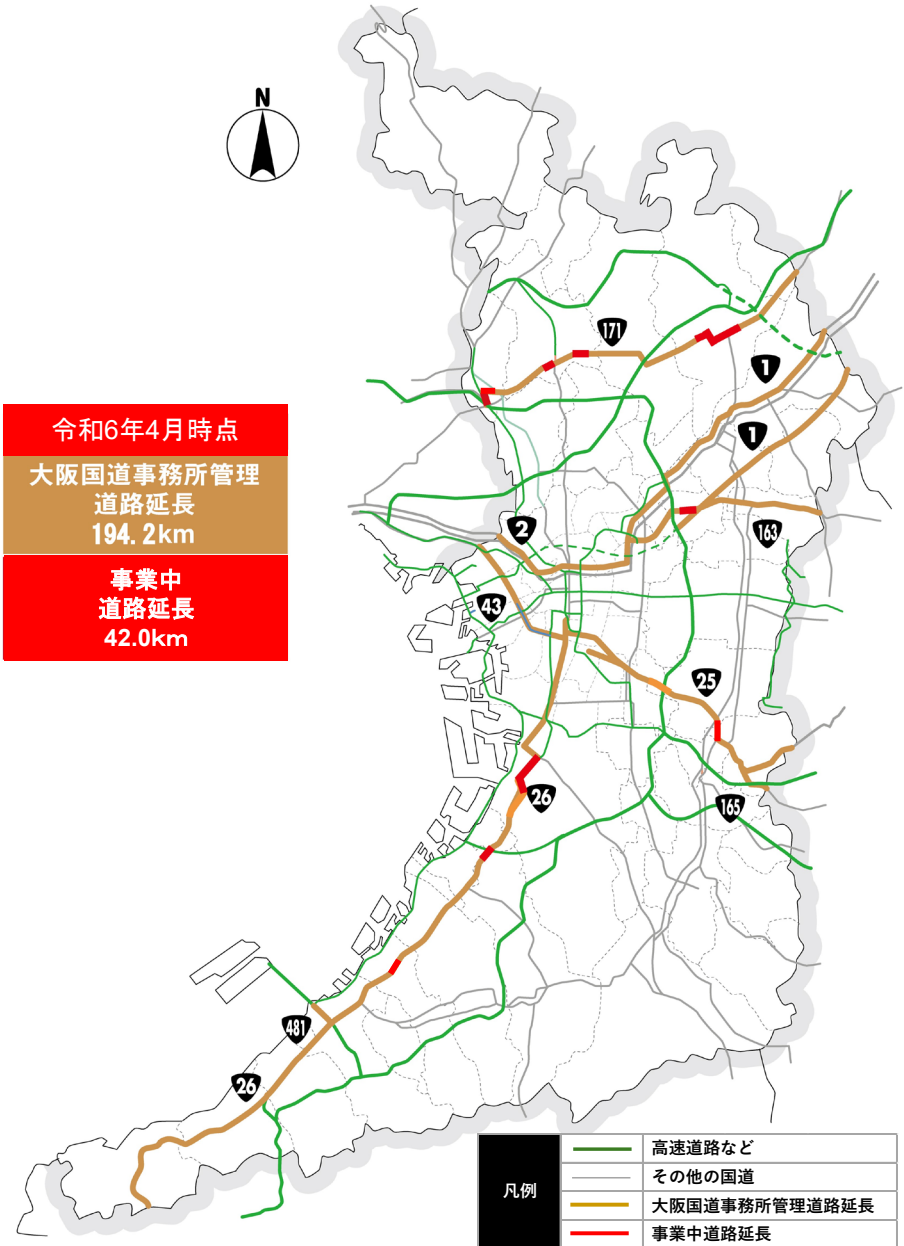 N
171
1
1
令和6年4月時点
大阪国道事務所管理
道路延長
194.2km
2
163
事業中
道路延長
42.0km
43
25
26
165
481
26
凡例
高速道路など
その他の国道
大阪国道事務所管理道路延長
事業中道路延長